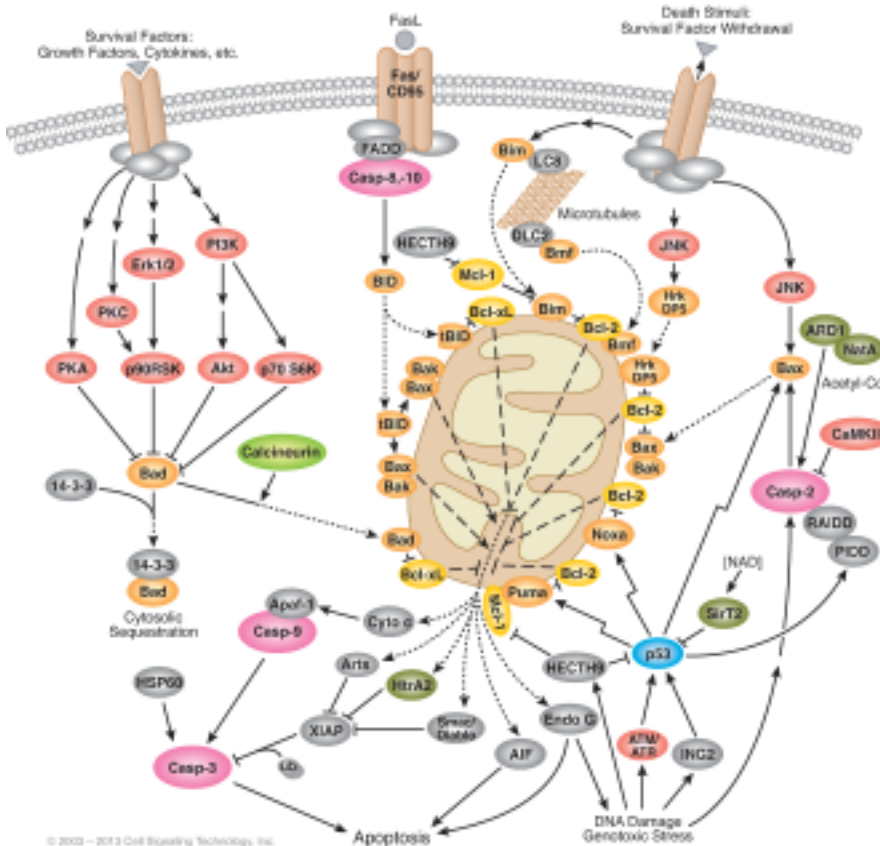 Survival Factors:
Growth Factors, Cytokines, etc.
FasL
Death Stimuli:
Survival Factor Withdrawal
Fas/
CD95
FADD
Casp-8,-10
Bim
LC8
Microtubules
DLC2
Bmf
HECTH9
Mcl-1
BID
PI3K
Erk1/2
PKC
PKA
p90RSK
Akt
p70 S6K
JNK
Hrk
DP5
JNK
ARD1
NatA
Bax
Acetyl-Co
CaMKII
Casp-2
RAIDD
PIDD
[NAD]
SirT2
p53
Bcl-xL
tBID
Bim
Bcl-2
Bmf
Hrk
DP5
Bcl-2
Bax
Bak
Bcl-2
Noxa
Bak
Bax
tBID
Bax
Bak
Bad
Bcl-xL
Bcl-2
Puma
Mcl-1
Calcineurin
Bad
14-3-3
14-3-3
Bad
Cytosolic
Sequestration
Apaf-1
Casp-9
Cyto c
Arts
HtrA2
HSP60
XIAP
Smac/
Diablo
Ub
Casp-3
AIF
Endo G
HECTH9
ATM/
ATR
ING2
DNA Damage
Genotoxic Stress
Apoptosis
© 2003 – 2013 Cell Signaling Technology, Inc.